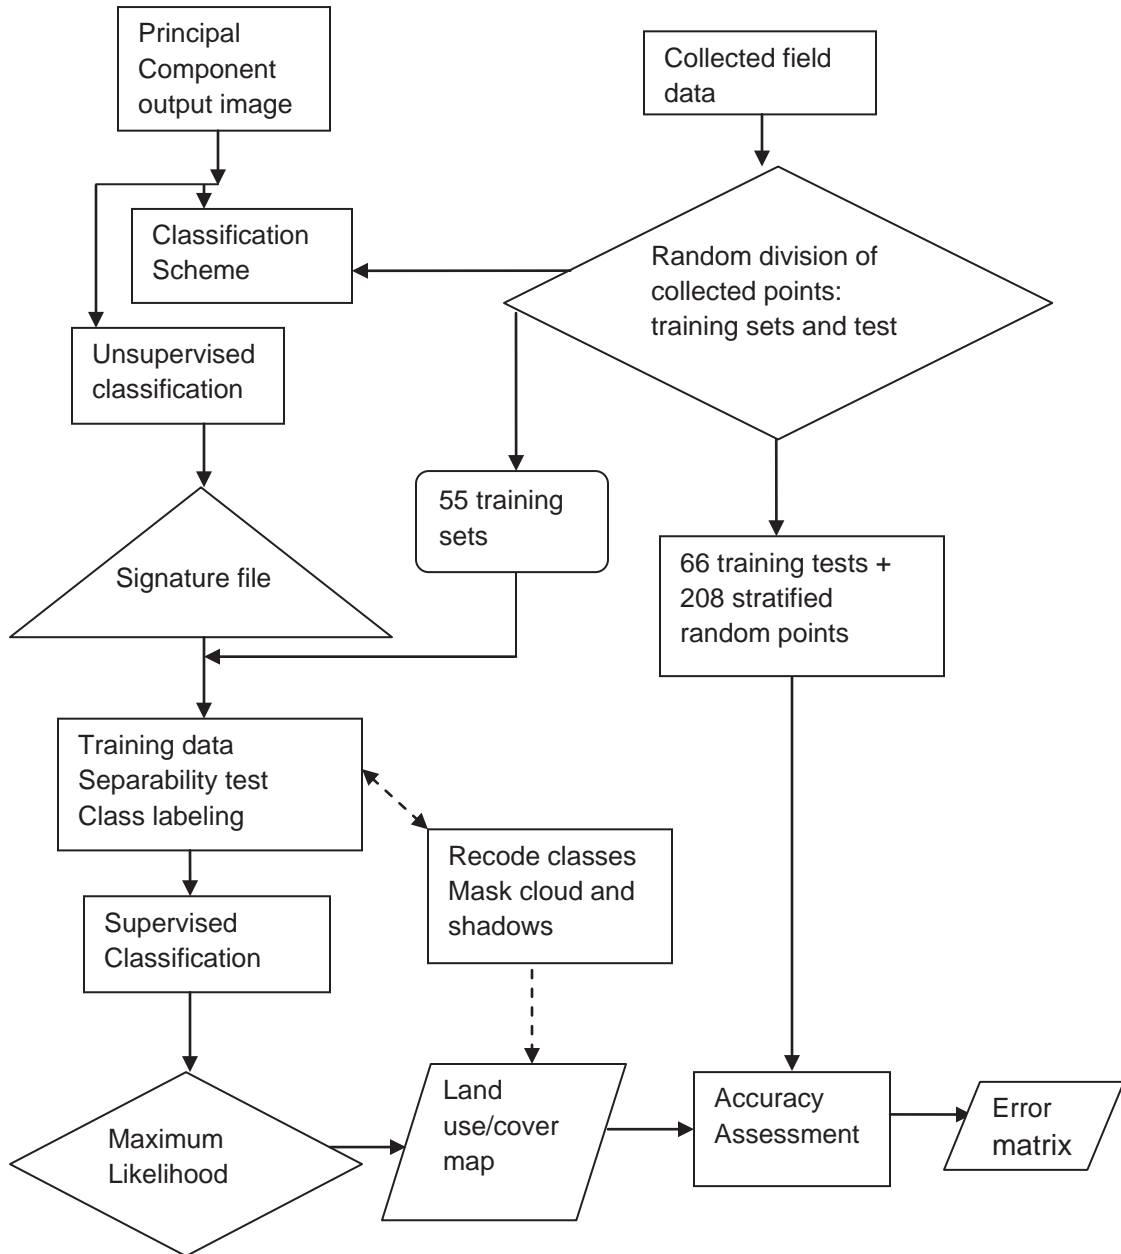 Principal
Component
output image
Collected field
data
Classification
Scheme
Random division of
collected points:
training sets and test
Unsupervised
classification
55 training
sets
Signature file
66 training tests +
208 stratified
random points
Training data
Separability test
Class labeling
Recode classes
Mask cloud and
shadows
Supervised
Classification
Maximum
Likelihood
Land
use/cover
map
Accuracy
Assessment
Error
matrix